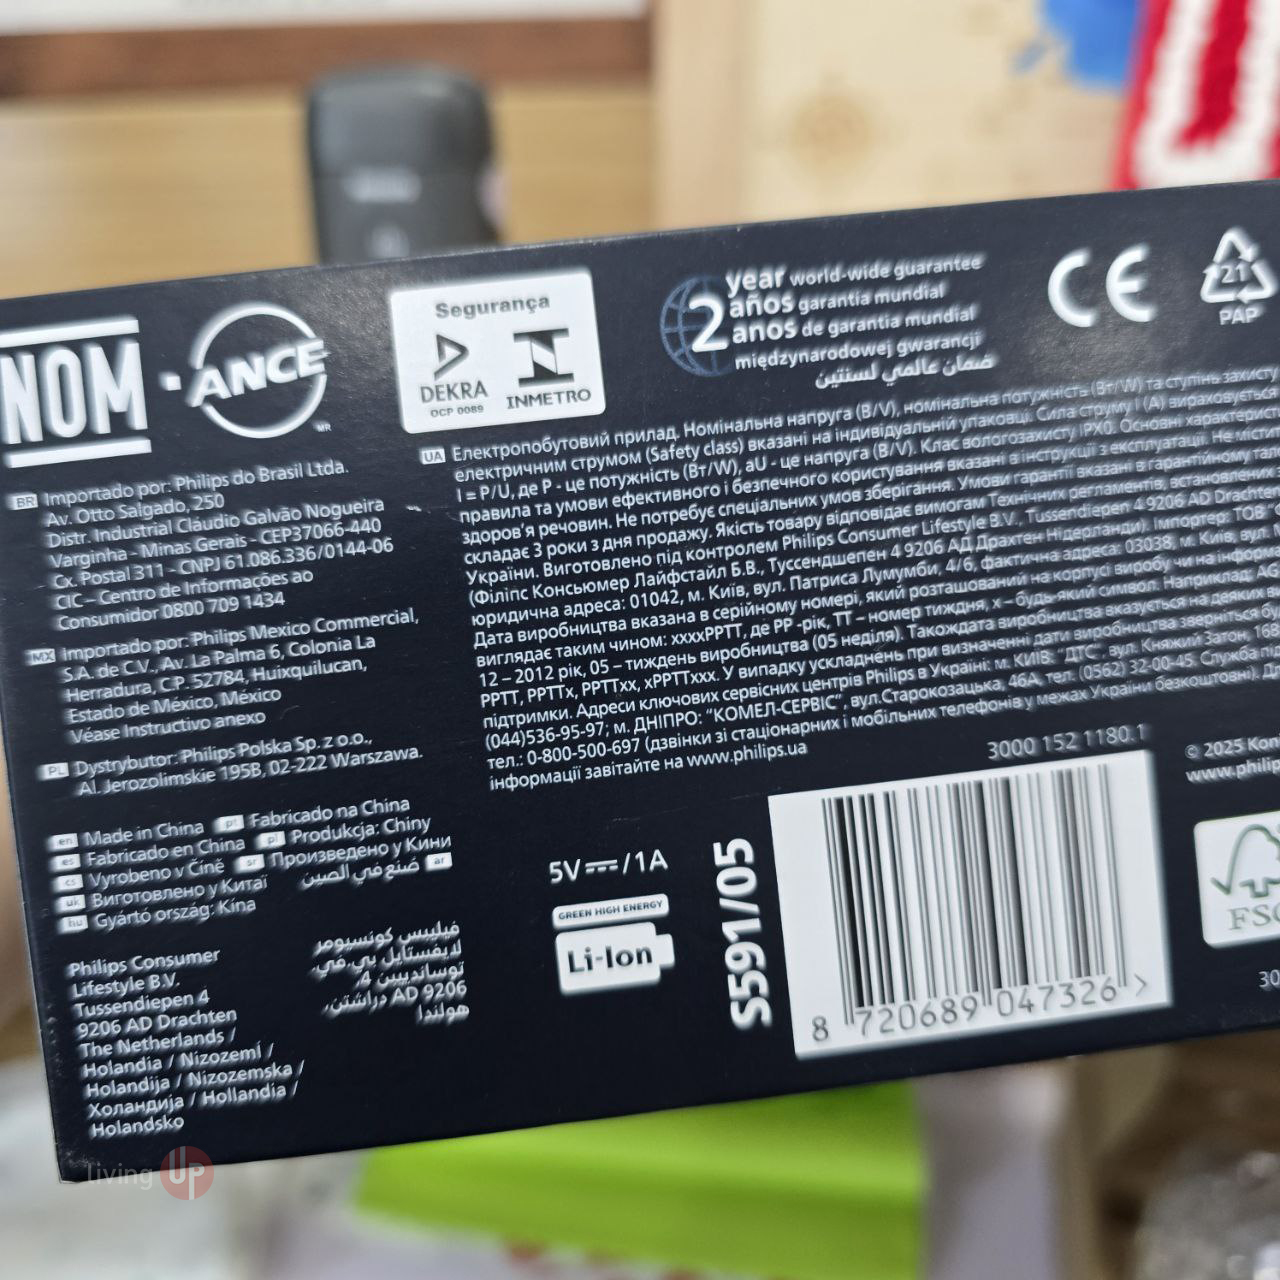 NOM
ANCE
MR
Segurança
DEKRA
OCP 0089
INMETRO
2
year world-wide guarantee
años garantía mundial
anos de garantia mundial
międzynarodowej gwarancji
ضمان عالمي لسنتين
CE
21
PAP
BR Importado por: Philips do Brasil Ltda.
Av. Otto Salgado, 250
Distr. Industrial Cláudio Galvão Nogueira
Varginha - Minas Gerais - CEP37066-440
Cx. Postal 311 - CNPJ 61.086.336/0144-06
CIC – Centro de Informações ao
Consumidor 0800 709 1434
MX Importado por: Philips Mexico Commercial,
S.A. de C.V., Av. La Palma 6, Colonia La
Herradura, C.P. 52784, Huixquilucan,
Estado de México, México
Véase Instructivo anexo
PL Dystrybutor: Philips Polska Sp. z o.o.,
Al. Jerozolimskie 195B, 02-222 Warszawa.
UA Електропобутовий прилад. Номінальна напруга (В/V), номінальна потужність (Вт/W) та ступінь захисту
електричним струмом (Safety class) вказані на індивідуальній упаковці. Сила струму I (A) вираховується
I = P/U, де P - це потужність (Вт/W), aU - це напруга (В/V). Клас вологозахисту IPX0. Основні
правила та умови ефективного і безпечного користування вказані в інструкції з експлуатації. Не
здоров'я речовин. Не потребує спеціальних умов зберігання. Умови гарантії вказані в гарантійному
складає 3 роки з дня продажу. Якість товару відповідає вимогам Технічних регламентів,
України. Виготовлено під контролем Philips Consumer Lifestyle B.V., Tussendiepen 4 9206 AD Drachten
(Філіпс Консьюмер Лайфстайл Б.В., Туссендшепен 4 9206 АД Драхтен Нідерланди). Імпортер: ТОВ
юридична адреса: 01042, м. Київ, вул. Патриса Лумумби, 4/6, фактична адреса: 03038, м. Київ, вул
Дата виробництва вказана в серійному номері, який розташований на корпусі виробу чи на
виглядає таким чином: xxxxPPTT, де PP -рік, TT – номер тиждня, x – будь-який символ. Наприклад:
12 – 2012 рік, 05 – тиждень виробництва (05 неділя). Такождата виробництва вказується на деяких
PPTT, PPTTx, PPTTxx, xPPTTxxx. У випадку ускладнень при визначенні дати виробництва зверніться
підтримки. Адреси ключових сервісних центрів Philips в Україні: м. КИЇВ: "ДТС", вул. Княжий Затон,
(044)536-95-97; м. ДНІПРО: "КОМЕЛ-СЕРВІС", вул.Старокозацька, 46А, тел. (0562) 32-00-45. Служба
тел.: 0-800-500-697 (дзвінки зі стаціонарних і мобільних телефонів у межах України безкоштовні).
інформації завітайте на www.philips.ua
en Made in China pt Fabricado na China
es Fabricado en China pl Produkcja: Chiny
cs Vyrobeno v Číně sr Произведено у Кини
uk Виготовлено у Китаї ar صُنع في الصين
hu Gyártó ország: Kína
Philips Consumer
Lifestyle B.V.
Tussendiepen 4
9206 AD Drachten
The Netherlands /
Holandia / Nizozemí /
Holandija / Nizozemska /
Холандија / Hollandia /
Holandsko
فيليبس كونسيومر
لايفستايل بي.في.
توسانديبين 4,
9206 AD دراشتن,
هولندا
5V⎓/1A
GREEN HIGH ENERGY
Li-Ion
S591/05
3000 152 1180.1
8 720689 047326 >
© 2025
FSC
30
living UP